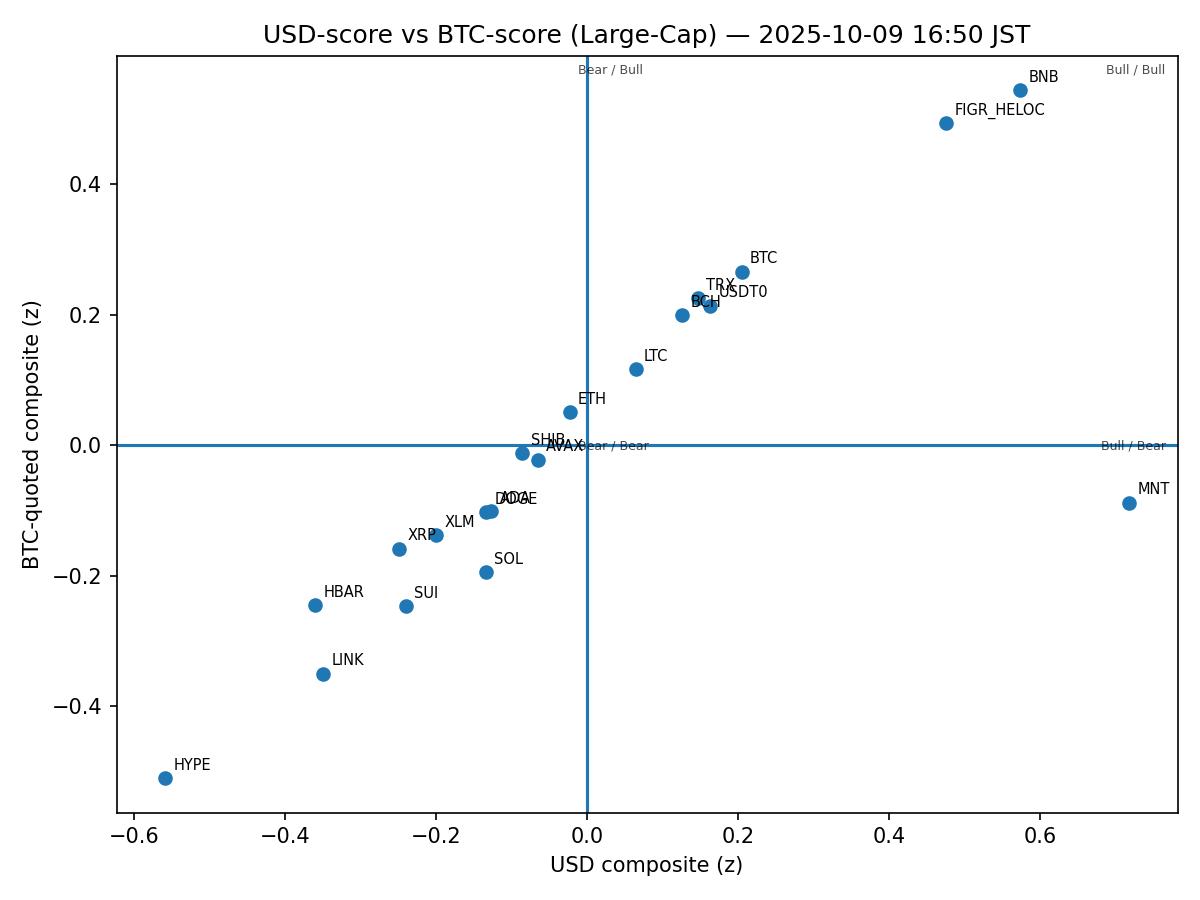 USD-score vs BTC-score (Large-Cap) — 2025-10-09 16:50 JST
Bear / Bull
Bull / Bull
BNB
FIGR_HELOC
0.4
BTC
TRX
USDT0
BCH
0.2
LTC
ETH
SHIB
AVAX
Bear / Bear
Bull / Bear
0.0
MNT
DOGE
ADA
XLM
XRP
SOL
−0.2
HBAR
SUI
LINK
−0.4
HYPE
BTC-quoted composite (z)
−0.6
−0.4
−0.2
0.0
0.2
0.4
0.6
USD composite (z)